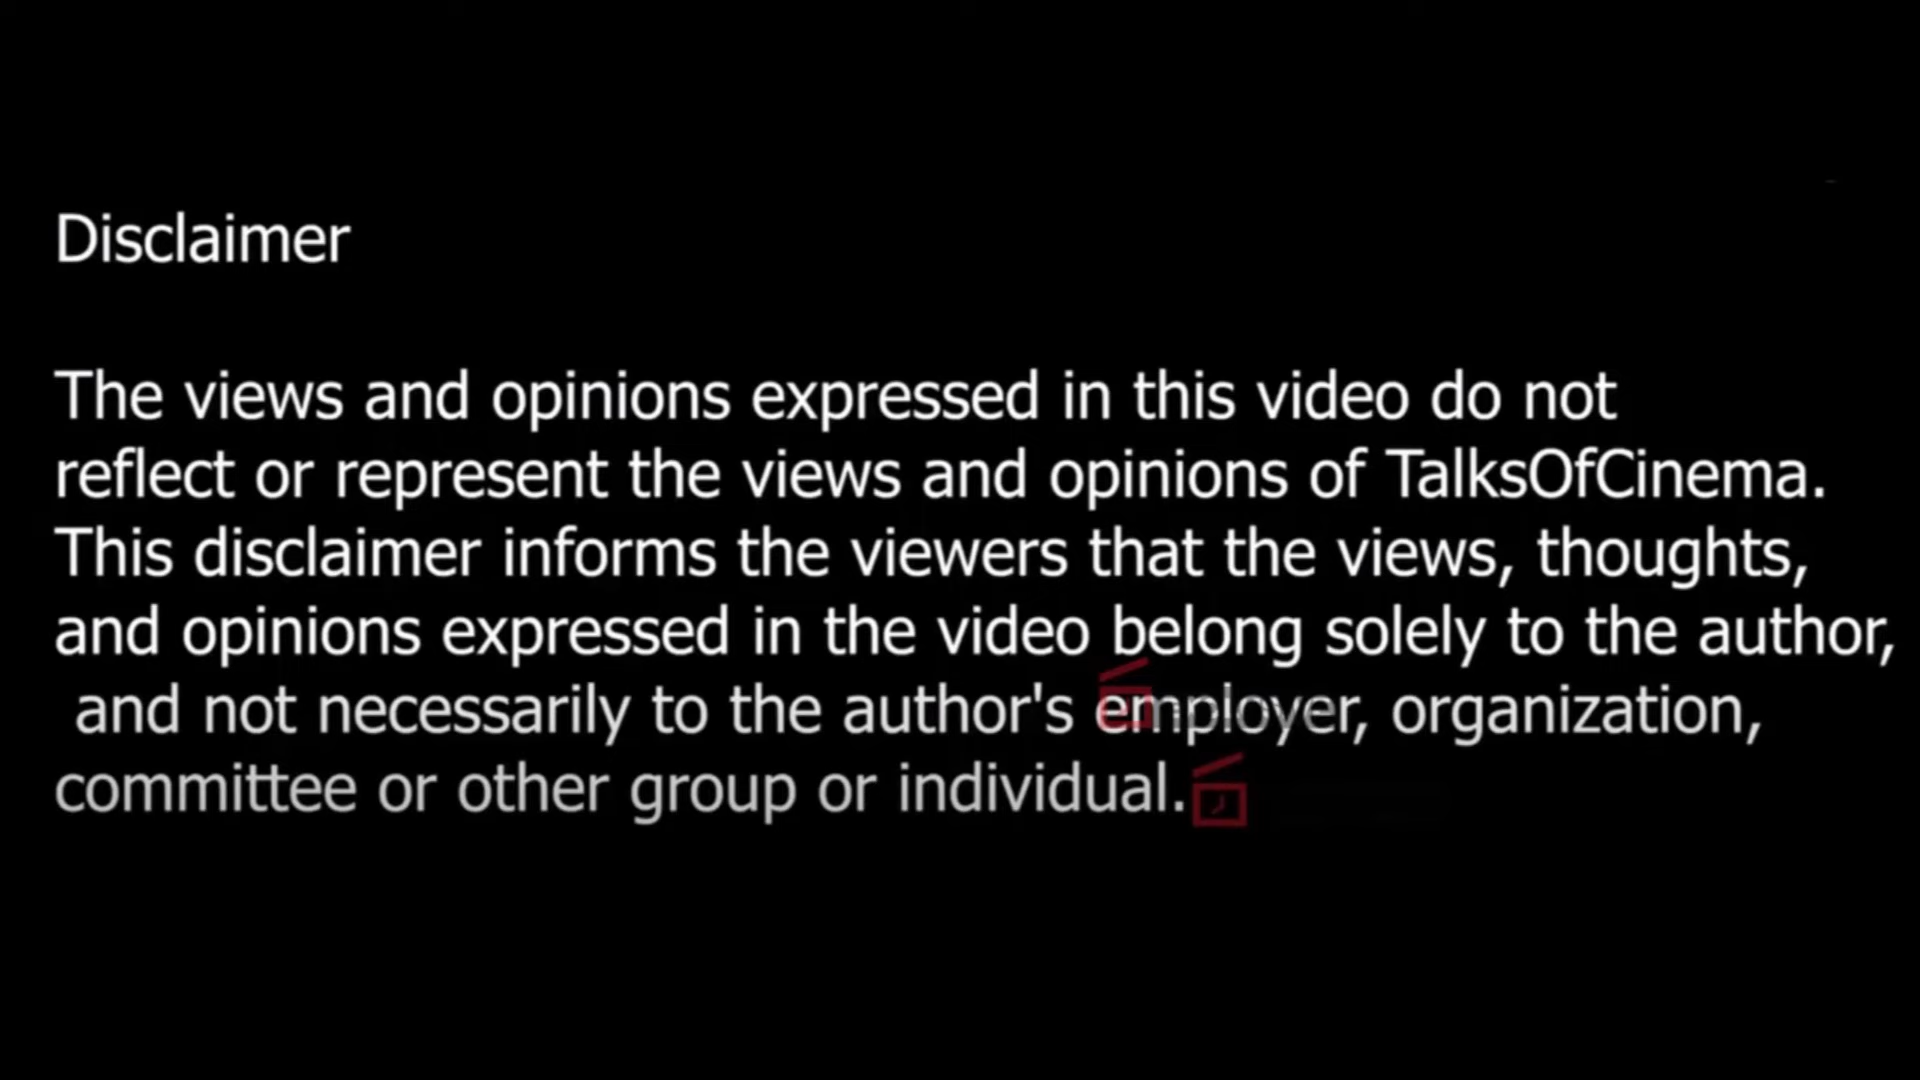 Disclaimer
The views and opinions expressed in this video do not
reflect or represent the views and opinions of TalksOfCinema.
This disclaimer informs the viewers that the views, thoughts,
and opinions expressed in the video belong solely to the author,
and not necessarily to the author's employer, organization,
committee or other group or individual.